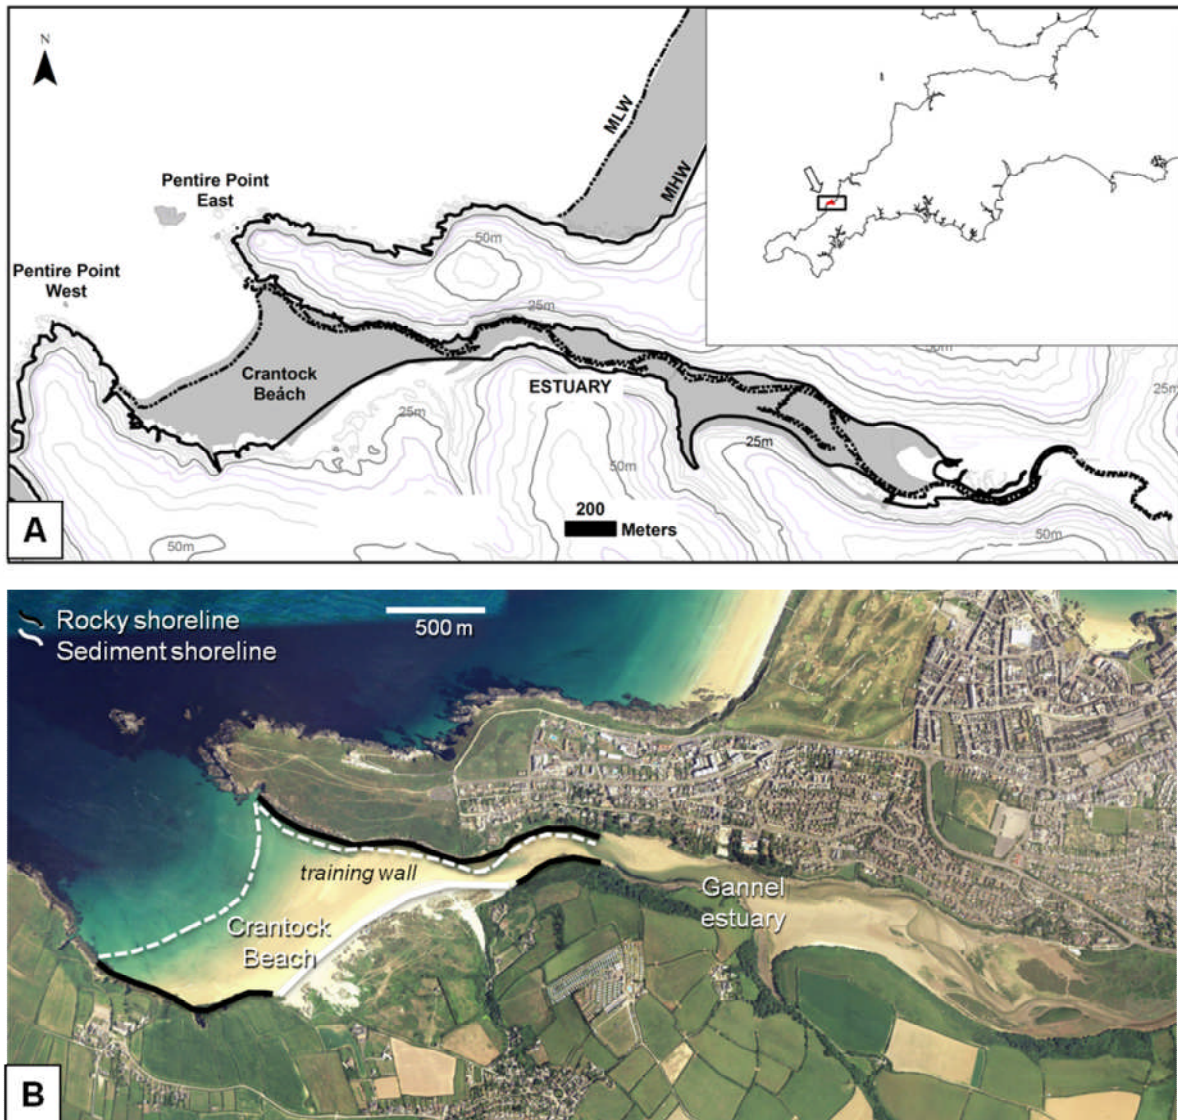 N
Pentire Point
East
Pentire Point
West
MLW
MHW
50m
25m
Crantock
Beach
ESTUARY
25m
50m
25m
25m
50m
50m
200
Meters
50m
A
Rocky shoreline
Sediment shoreline
500 m
training wall
Crantock
Beach
Gannel
estuary
B